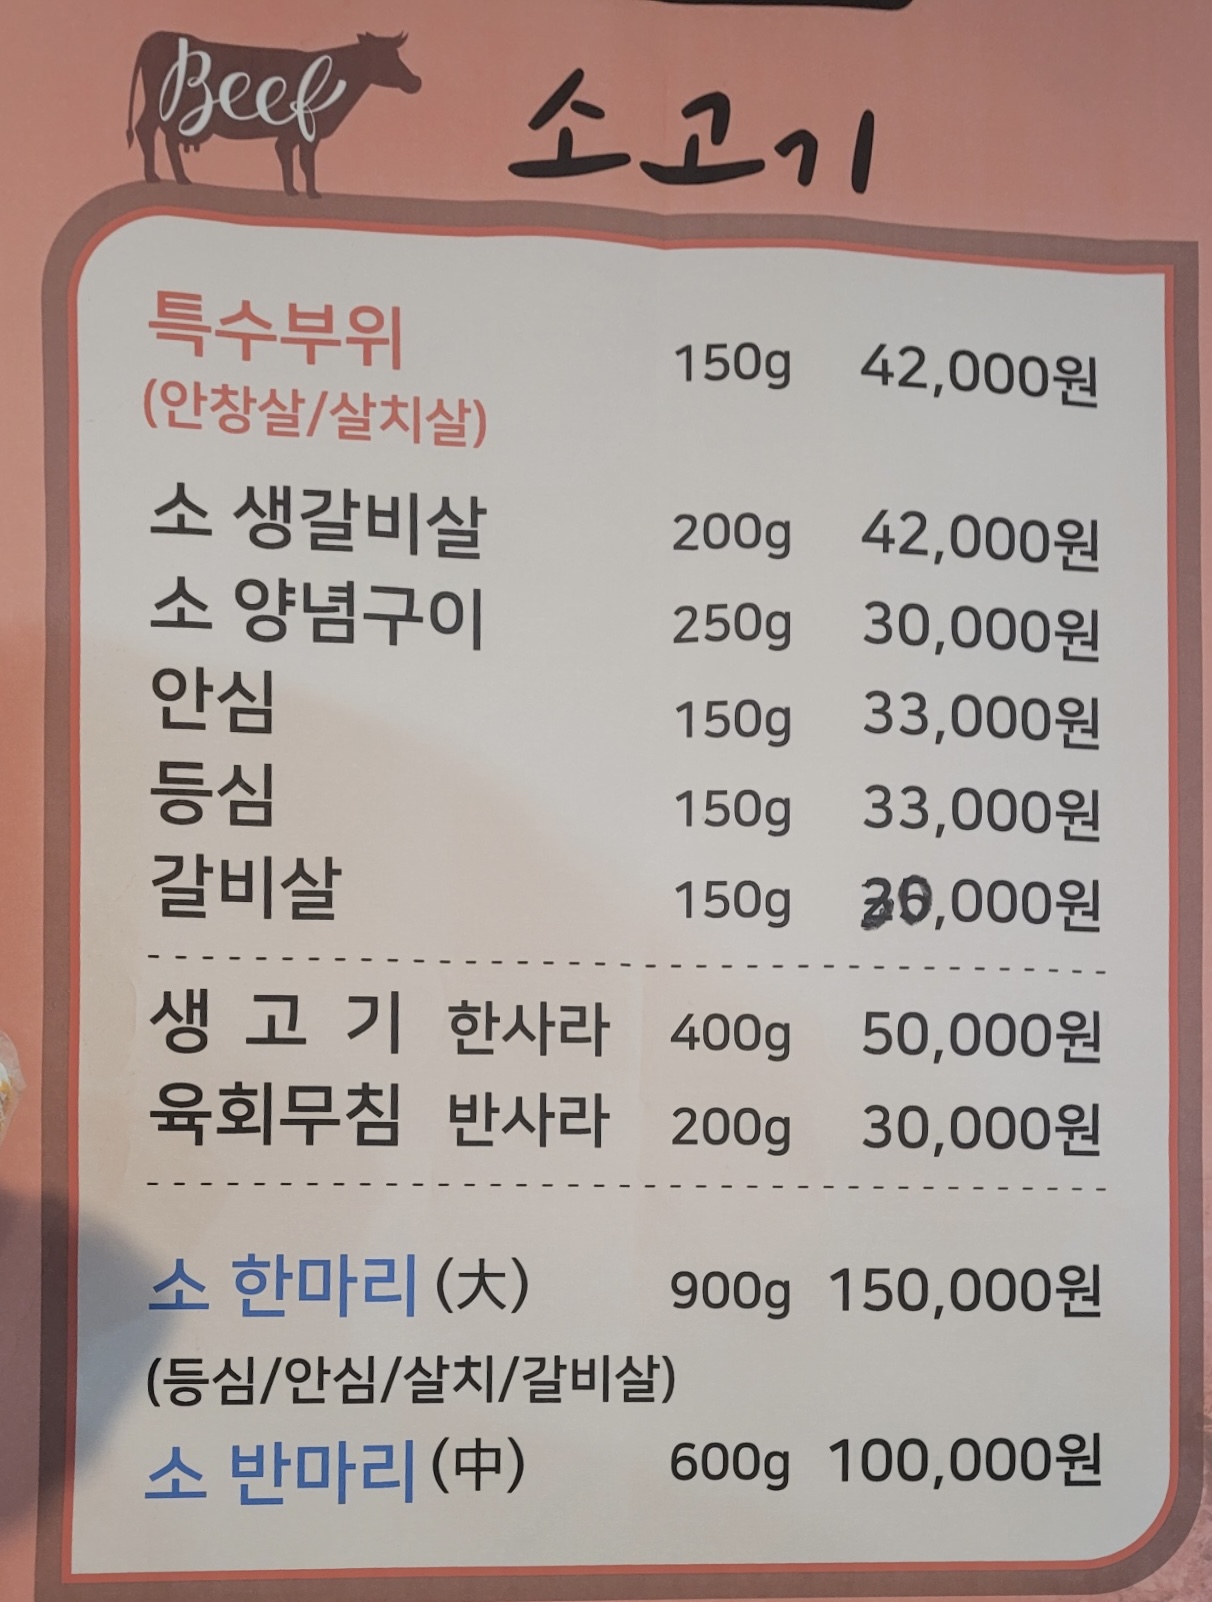 Beef
소고기
특수부위 150g 42,000원
(안창살/살치살)
소 생갈비살 200g 42,000원
소 양념구이 250g 30,000원
안심 150g 33,000원
등심 150g 33,000원
갈비살 150g
생 고 기 한사라 400g 50,000원
육회무침 반사라 200g 30,000원
소 한마리 (大) 900g 150,000원
(등심/안심/살치/갈비살)
소 반마리 (中) 600g 100,000원